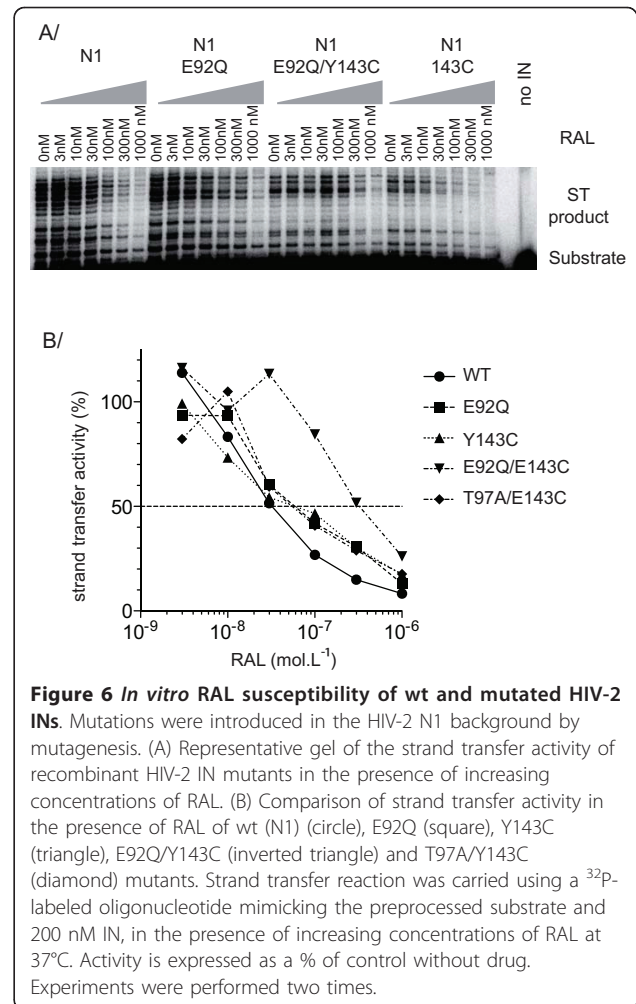 A/
N1
N1
E92Q
N1
E92Q/Y143C
N1
143C
no IN
0nM
3nM
10nM
30nM
100nM
300nM
1000 nM
0nM
3nM
10nM
30nM
100nM
300nM
1000 nM
0nM
3nM
10nM
30nM
100nM
300nM
1000 nM
0nM
3nM
10nM
30nM
100nM
300nM
1000 nM
RAL
ST
product
Substrate
B/
strand transfer activity (%)
100
50
0
10⁻⁹
10⁻⁸
10⁻⁷
10⁻⁶
RAL (mol.L⁻¹)
WT
E92Q
Y143C
E92Q/E143C
T97A/E143C
Figure 6 In vitro RAL susceptibility of wt and mutated HIV-2
INs. Mutations were introduced in the HIV-2 N1 background by
mutagenesis. (A) Representative gel of the strand transfer activity of
recombinant HIV-2 IN mutants in the presence of increasing
concentrations of RAL. (B) Comparison of strand transfer activity in
the presence of RAL of wt (N1) (circle), E92Q (square), Y143C
(triangle), E92Q/Y143C (inverted triangle) and T97A/Y143C
(diamond) mutants. Strand transfer reaction was carried using a ³²P-
labeled oligonucleotide mimicking the preprocessed substrate and
200 nM IN, in the presence of increasing concentrations of RAL at
37°C. Activity is expressed as a % of control without drug.
Experiments were performed two times.